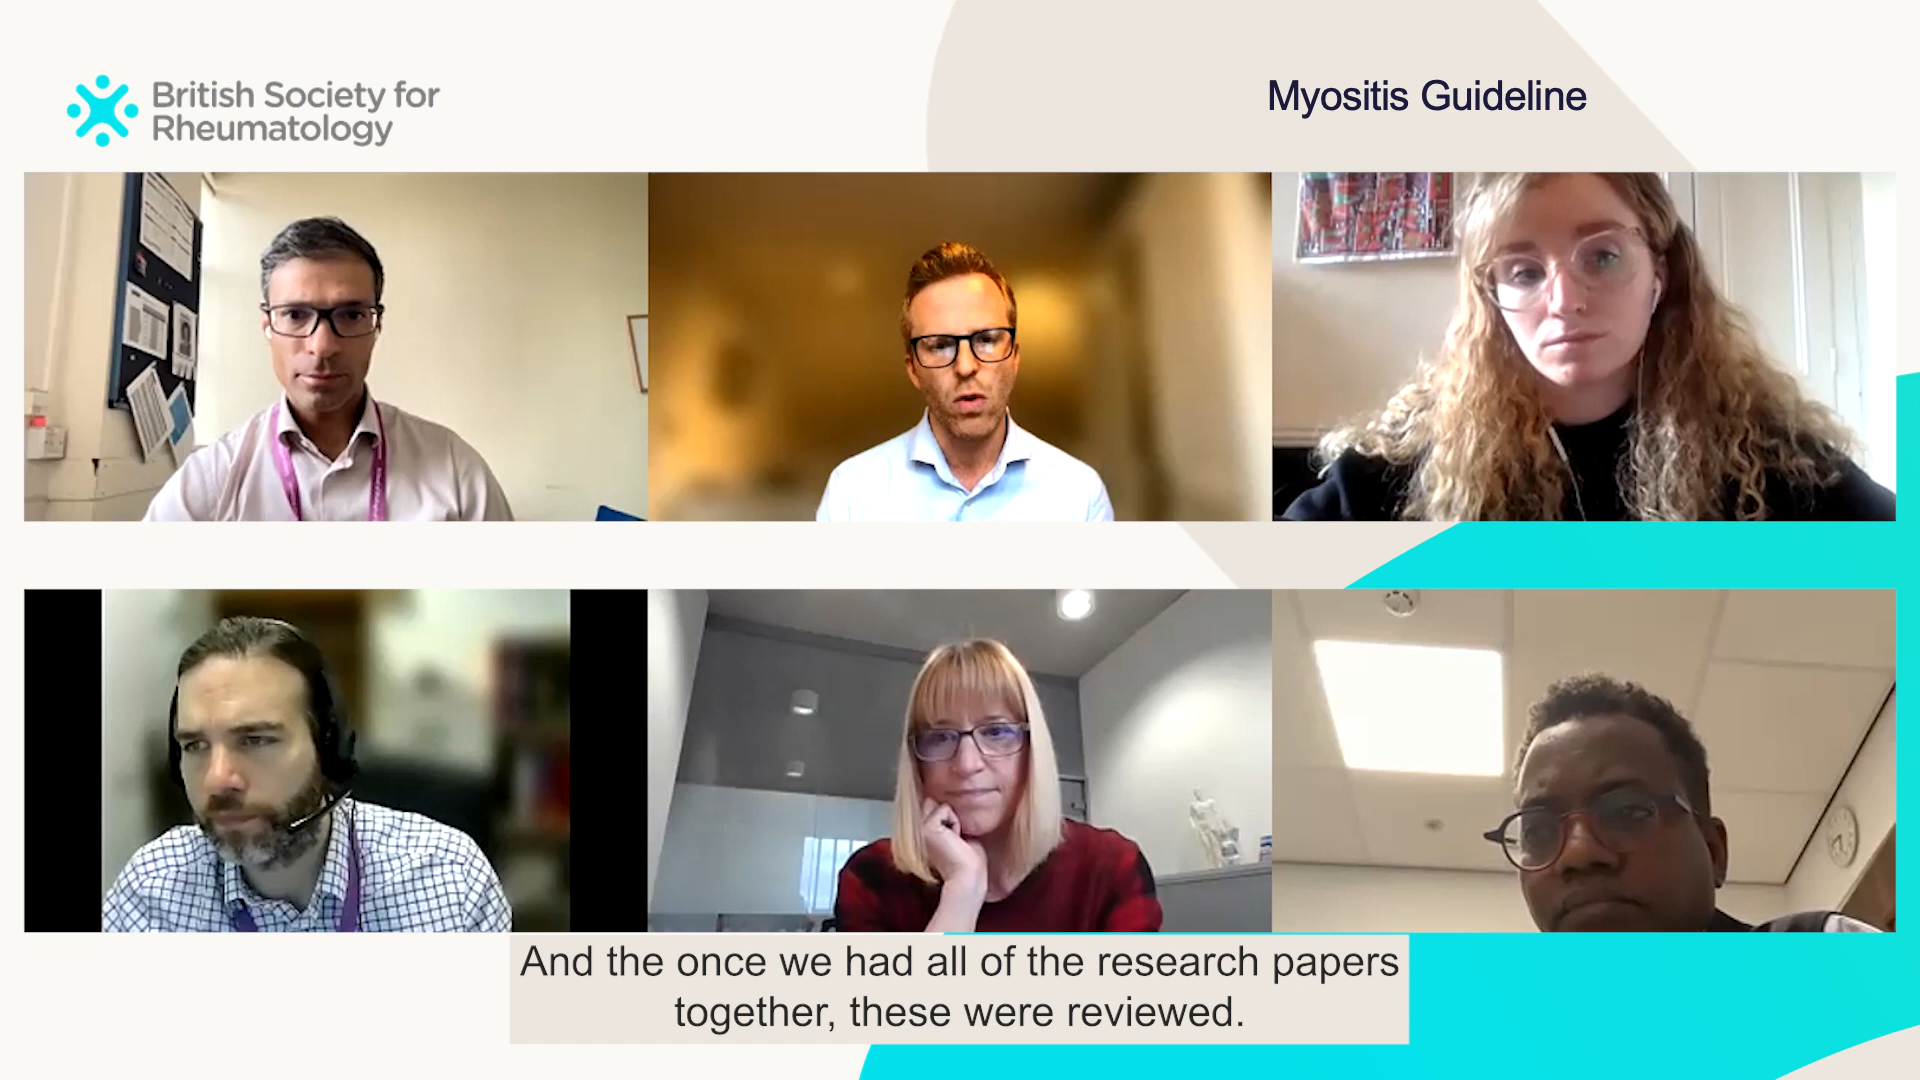 British Society for
Rheumatology
Myositis Guideline
And the once we had all of the research papers
together, these were reviewed.